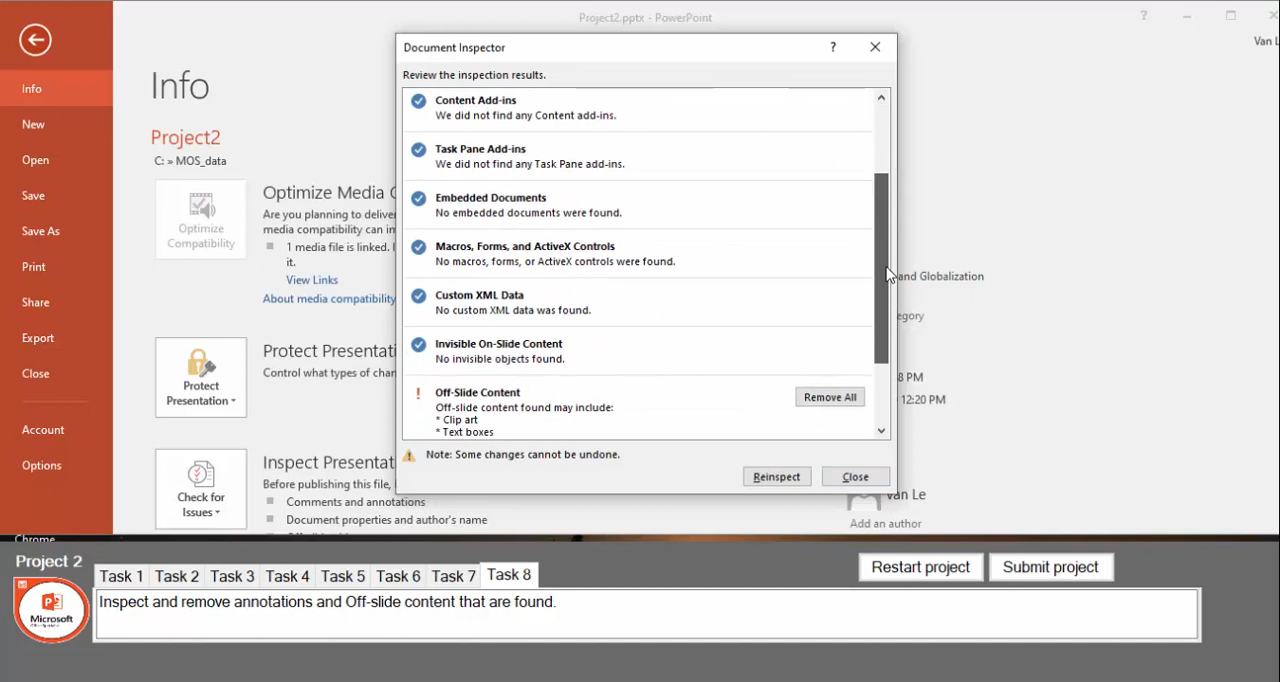 Project2.pptx - PowerPoint
?
Van L
Info
New
Open
Save
Save As
Print
Share
Export
Close
Account
Options
Info
Project2
C: » MOS_data
Optimize Compatibility
Optimize Media C
Are you planning to deliver
media compatibility can im
1 media file is linked. I
it.
View Links
About media compatibility
Protect Presentation
Protect Presentati
Control what types of chan
Check for Issues
Inspect Presentat
Before publishing this file,
Comments and annotations
Document properties and author's name
and Globalization
egory
8 PM
12:20 PM
Van Le
Add an author
Document Inspector
?
Review the inspection results.
Content Add-ins
We did not find any Content add-ins.
Task Pane Add-ins
We did not find any Task Pane add-ins.
Embedded Documents
No embedded documents were found.
Macros, Forms, and ActiveX Controls
No macros, forms, or ActiveX controls were found.
Custom XML Data
No custom XML data was found.
Invisible On-Slide Content
No invisible objects found.
! Off-Slide Content
Off-slide content found may include:
* Clip art
* Text boxes
Remove All
Note: Some changes cannot be undone.
Reinspect
Close
Chrome
Project 2
Microsoft
Task 1 Task 2 Task 3 Task 4 Task 5 Task 6 Task 7 Task 8
Restart project
Submit project
Inspect and remove annotations and Off-slide content that are found.